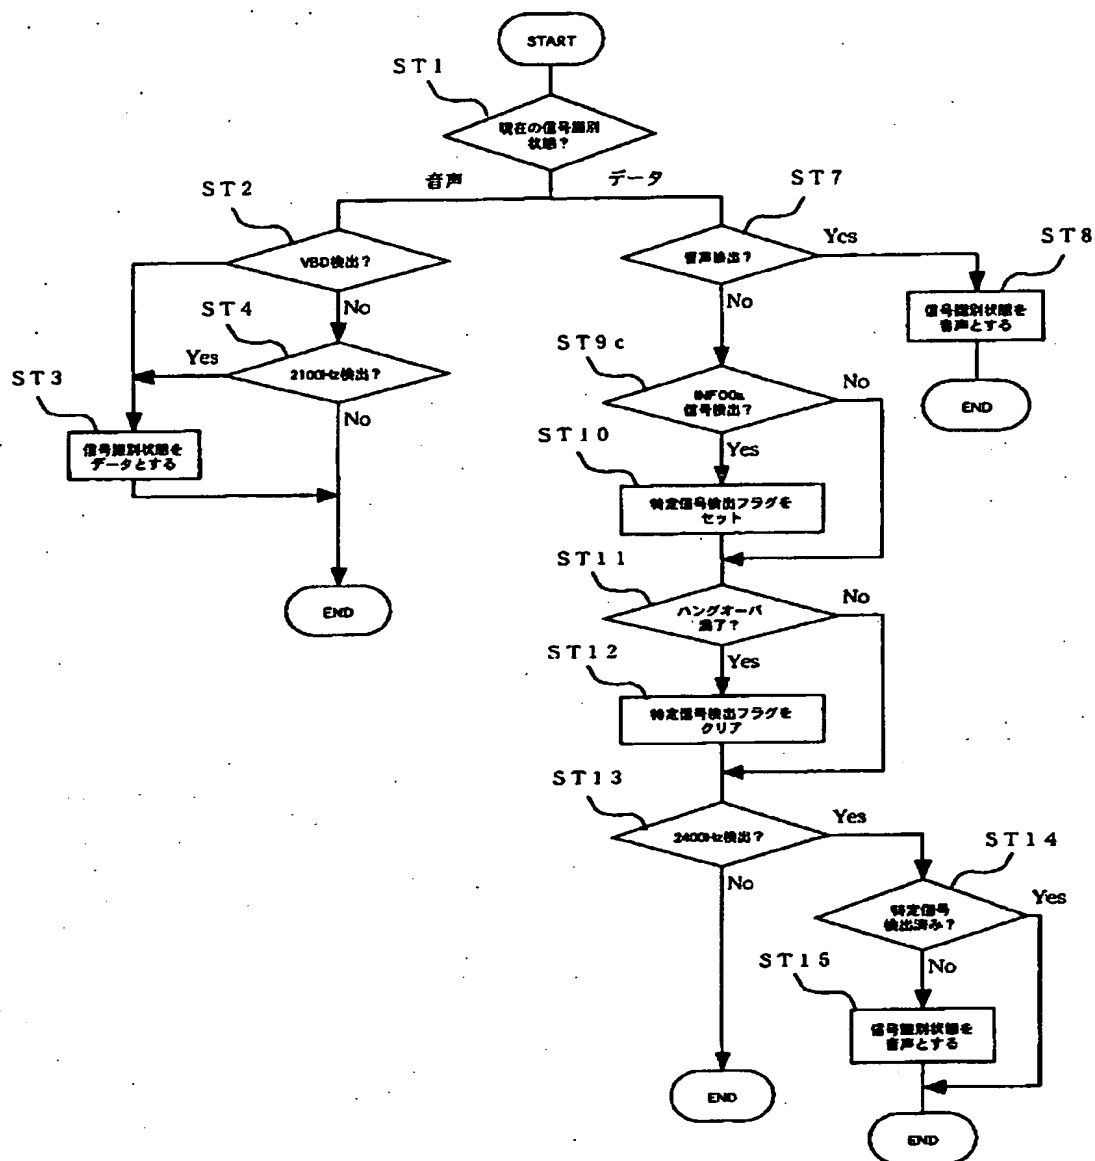 START
ST1
現在の信号識別
状態？
音声
データ
ST2
VBD検出？
No
ST4
Yes
2100Hz検出？
No
ST3
信号識別状態を
データとする
END
ST7
音声検出？
Yes
No
ST8
信号識別状態を
音声とする
END
ST9c
INFO0a
信号検出？
No
Yes
ST10
特定信号検出フラグを
セット
ST11
ハングオーバ
満了？
No
Yes
ST12
特定信号検出フラグを
クリア
ST13
2400Hz検出？
Yes
No
ST14
特定信号
検出済み？
Yes
No
ST15
信号識別状態を
音声とする
END
END